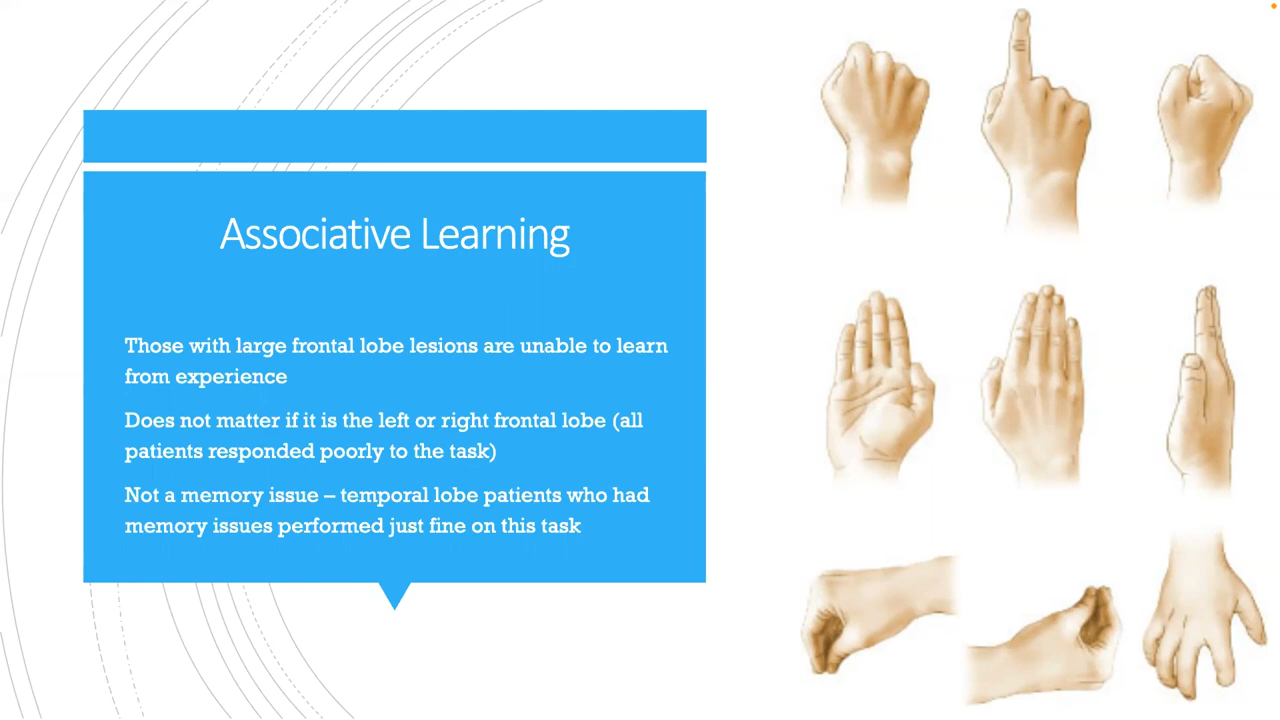 Associative Learning
Those with large frontal lobe lesions are unable to learn
from experience
Does not matter if it is the left or right frontal lobe (all
patients responded poorly to the task)
Not a memory issue – temporal lobe patients who had
memory issues performed just fine on this task